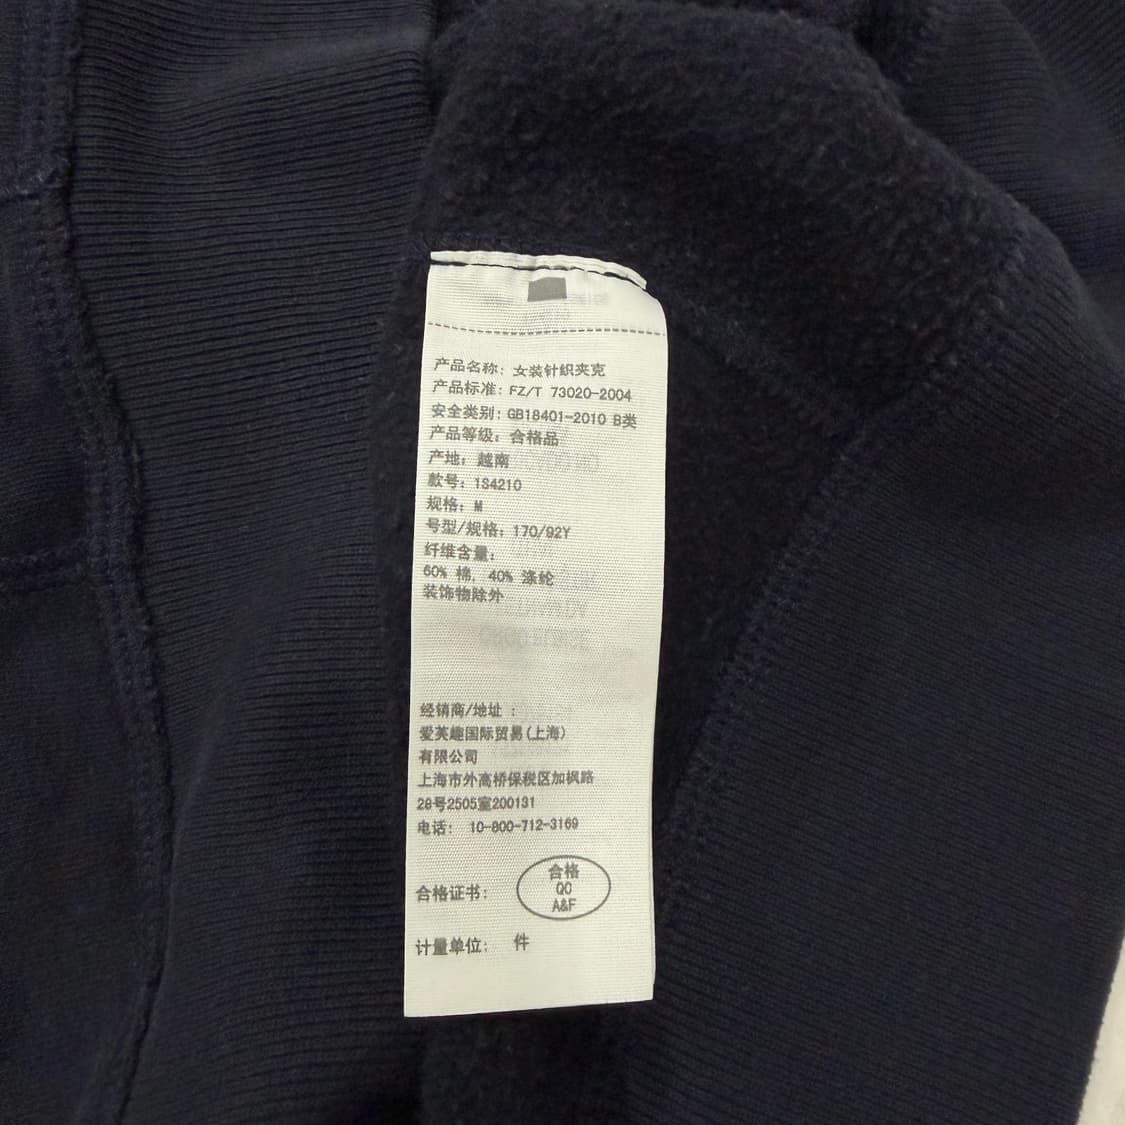 产品名称: 女装针织夹克
产品标准: FZ/T 73020-2004
安全类别: GB18401-2010 B类
产品等级: 合格品
产地: 越南
款号: 1S4210
规格: M
号型/规格: 170/92Y
纤维含量:
60% 棉, 40% 涤纶
装饰物除外
经销商/地址 :
爱芙趣国际贸易(上海)
有限公司
上海市外高桥保税区加枫路
28号2505室200131
电话: 10-800-712-3169
合格证书:
合格
QC
A&F
计量单位: 件